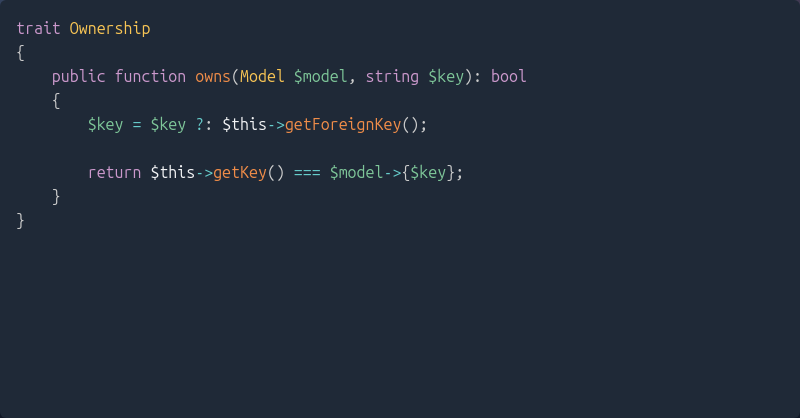 trait Ownership
{
    public function owns(Model $model, string $key): bool
    {
        $key = $key ?: $this->getForeignKey();

        return $this->getKey() === $model->{$key};
    }
}